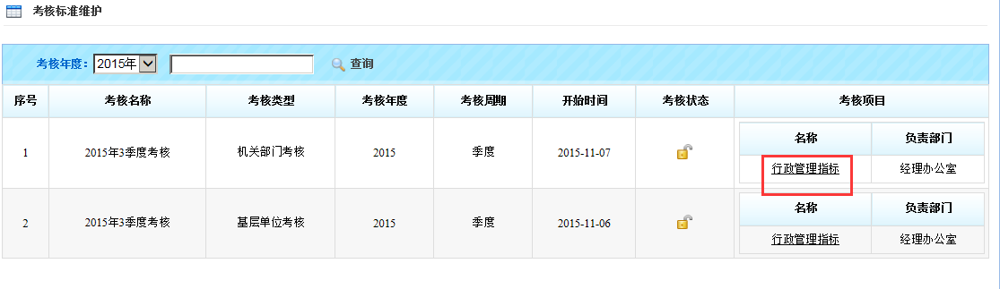 考核标准维护
考核年度： 2015年 查询
序号 考核名称 考核类型 考核年度 考核周期 开始时间 考核状态 考核项目
名称 负责部门
1 2015年3季度考核 机关部门考核 2015 季度 2015-11-07
行政管理指标 经理办公室
名称 负责部门
2 2015年3季度考核 基层单位考核 2015 季度 2015-11-06
行政管理指标 经理办公室